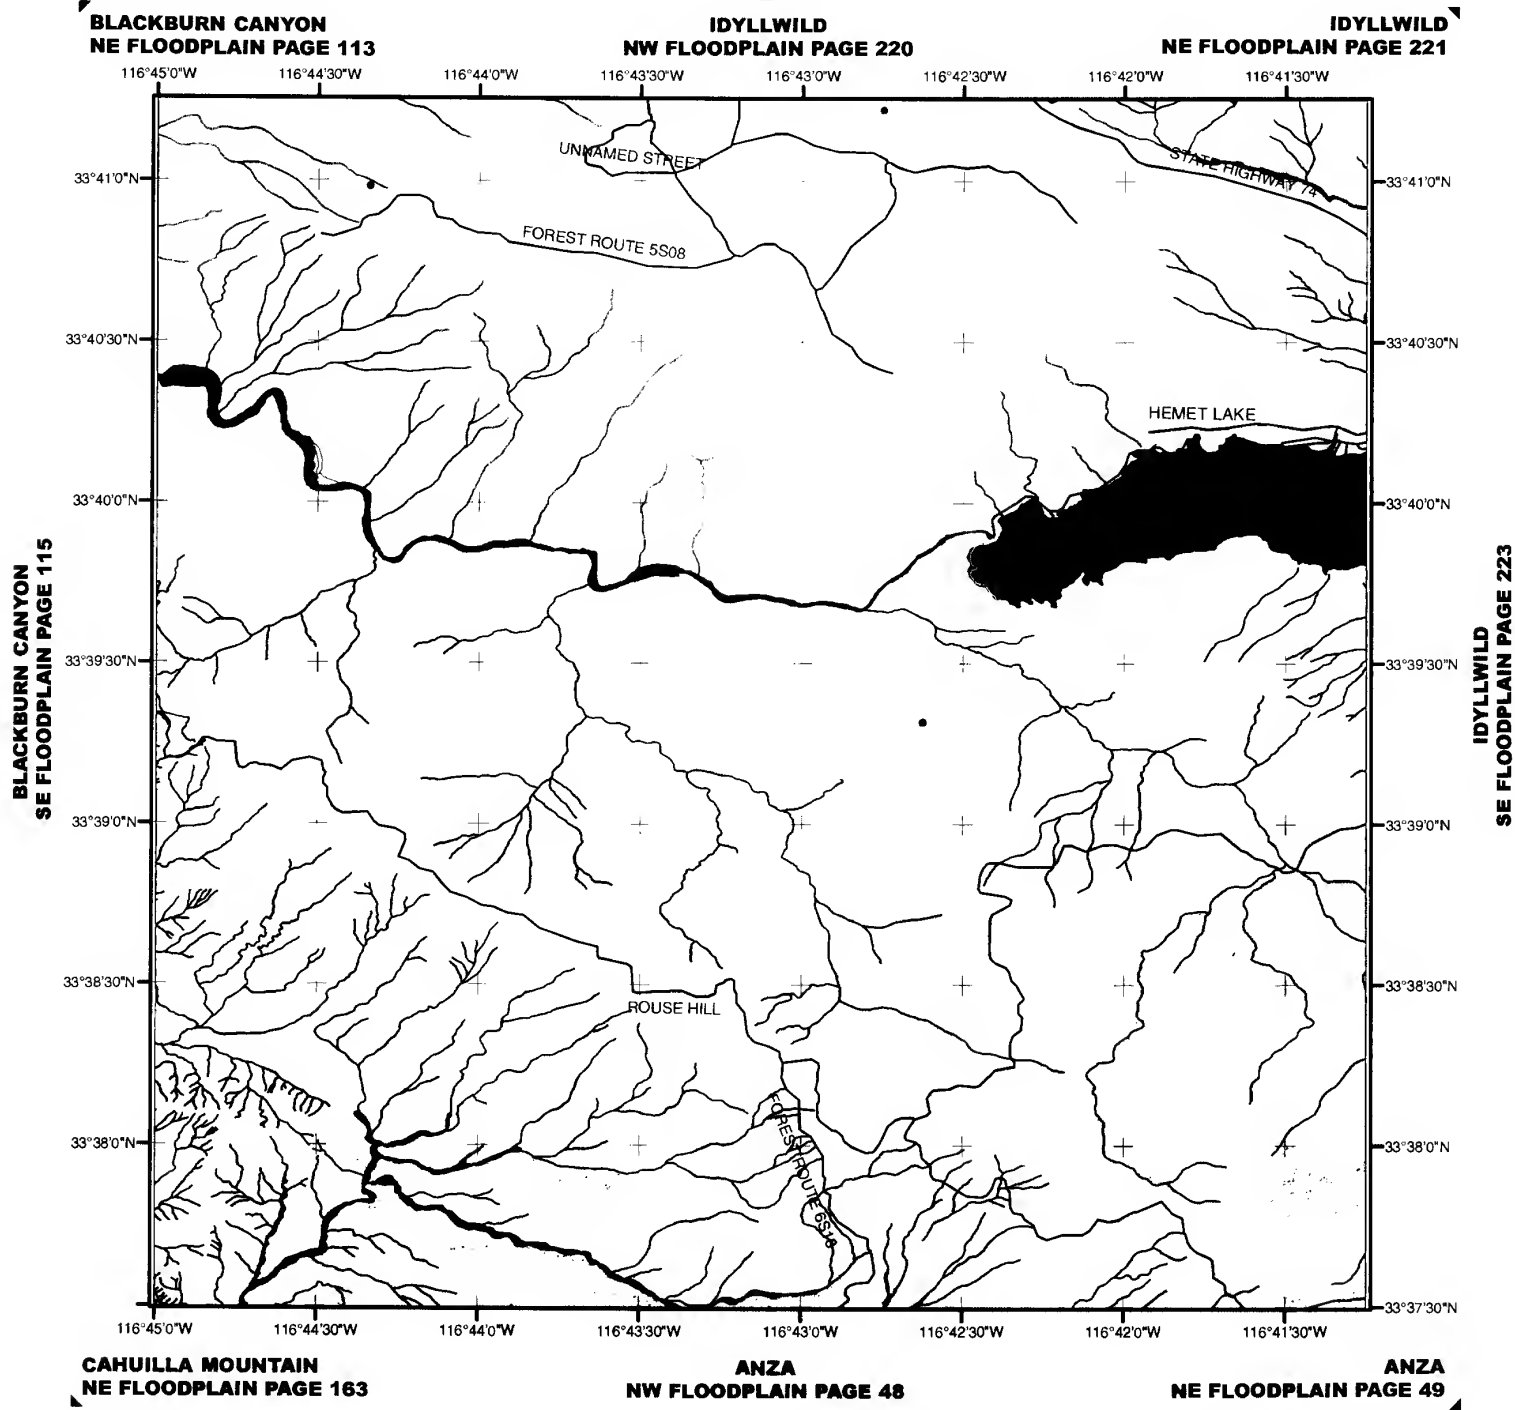 BLACKBURN CANYON
NE FLOODPLAIN PAGE 113
IDYLLWILD
NW FLOODPLAIN PAGE 220
IDYLLWILD
NE FLOODPLAIN PAGE 221
116°45'0"W 116°44'30"W 116°44'0"W 116°43'30"W 116°43'0"W 116°42'30"W 116°42'0"W 116°41'30"W
UNNAMED STREET
STATE HIGHWAY 74
33°41'0"N 33°41'0"N
FOREST ROUTE 5S08
33°40'30"N 33°40'30"N
HEMET LAKE
33°40'0"N 33°40'0"N
BLACKBURN CANYON
SE FLOODPLAIN PAGE 115
IDYLLWILD
SE FLOODPLAIN PAGE 223
33°39'30"N 33°39'30"N
33°39'0"N 33°39'0"N
33°38'30"N 33°38'30"N
ROUSE HILL
FOREST ROUTE 6S18
33°38'0"N 33°38'0"N
33°37'30"N
116°45'0"W 116°44'30"W 116°44'0"W 116°43'30"W 116°43'0"W 116°42'30"W 116°42'0"W 116°41'30"W
CAHUILLA MOUNTAIN
NE FLOODPLAIN PAGE 163
ANZA
NW FLOODPLAIN PAGE 48
ANZA
NE FLOODPLAIN PAGE 49